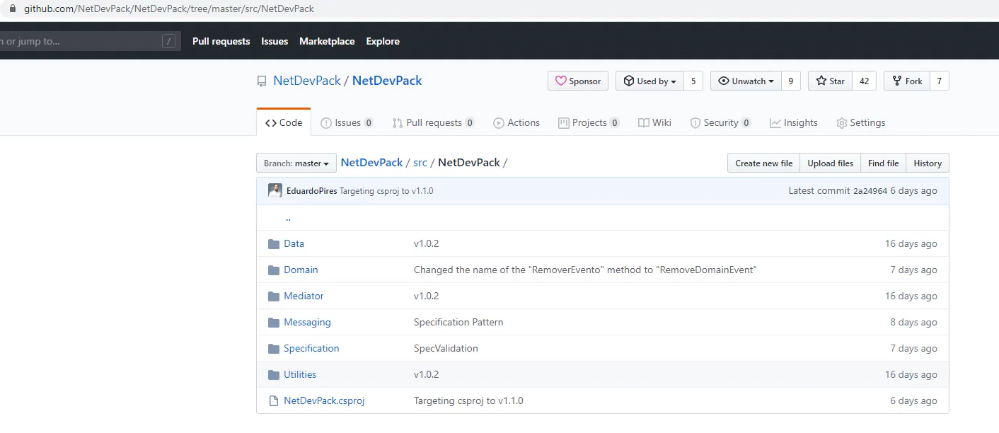 github.com/NetDevPack/NetDevPack/tree/master/src/NetDevPack
or jump to... / Pull requests Issues Marketplace Explore
NetDevPack / NetDevPack Sponsor Used by 5 Unwatch 9 Star 42 Fork 7
Code Issues 0 Pull requests 0 Actions Projects 0 Wiki Security 0 Insights Settings
Branch: master NetDevPack / src / NetDevPack / Create new file Upload files Find file History
EduardoPires Targeting csproj to v1.1.0 Latest commit 2a24964 6 days ago
..
Data v1.0.2 16 days ago
Domain Changed the name of the "RemoverEvento" method to "RemoveDomainEvent" 7 days ago
Mediator v1.0.2 16 days ago
Messaging Specification Pattern 8 days ago
Specification SpecValidation 7 days ago
Utilities v1.0.2 16 days ago
NetDevPack.csproj Targeting csproj to v1.1.0 6 days ago